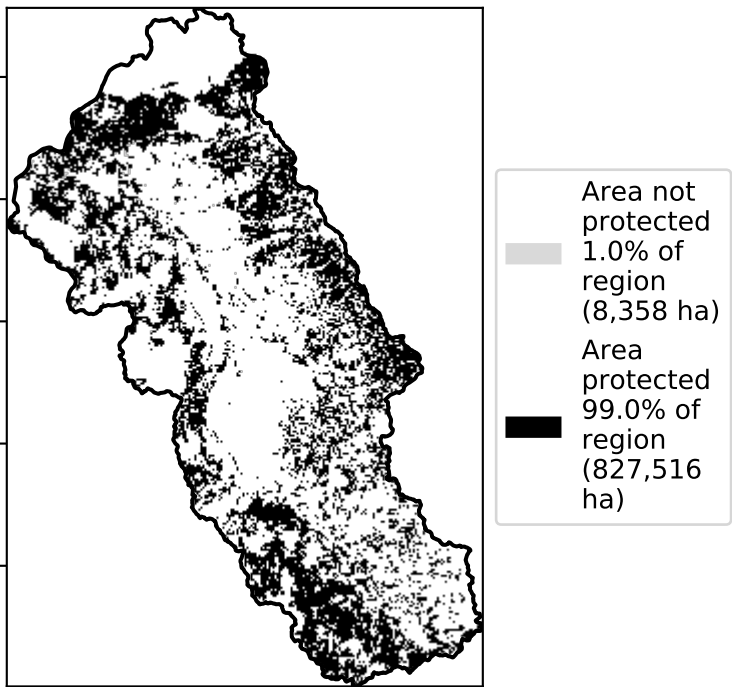 Area not
protected
1.0% of
region
(8,358 ha)
Area
protected
99.0% of
region
(827,516
ha)